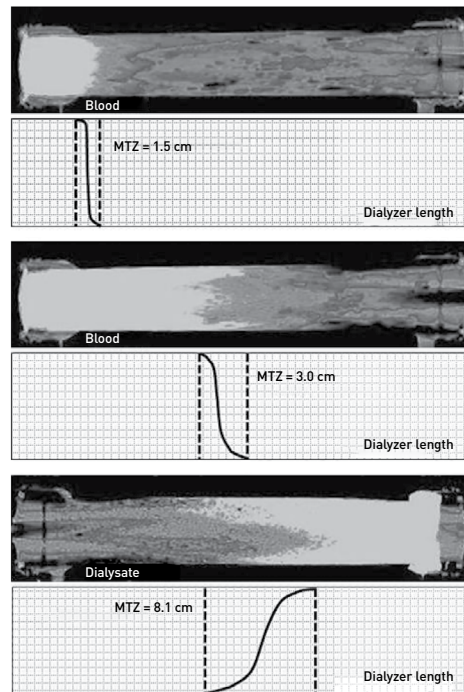 Blood
MTZ = 1.5 cm
Dialyzer length
Blood
MTZ = 3.0 cm
Dialyzer length
Dialysate
MTZ = 8.1 cm
Dialyzer length